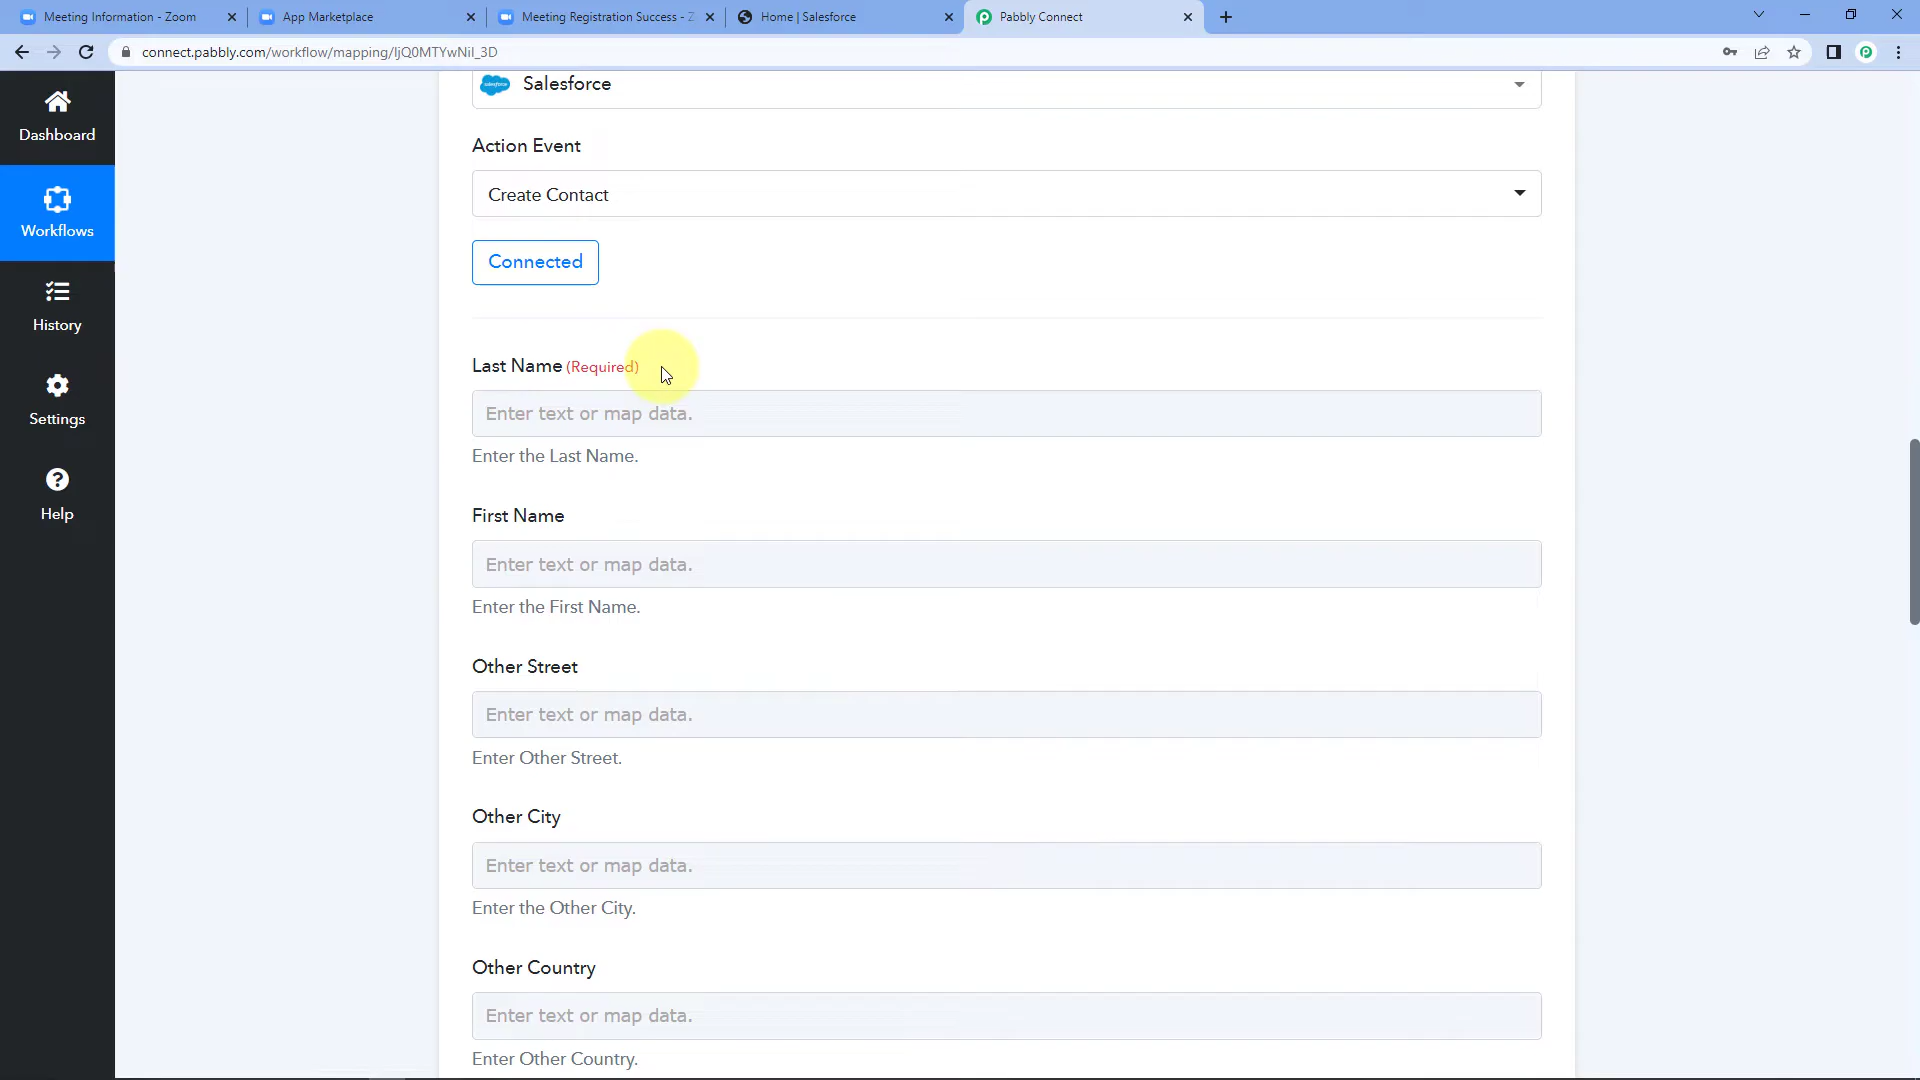 Meeting Information - Zoom
App Marketplace
Meeting Registration Success - Z
Home | Salesforce
Pabbly Connect
connect.pabbly.com/workflow/mapping/IjQ0MTYwNiI_3D
Dashboard
Workflows
History
Settings
Help
salesforce
Salesforce
Action Event
Create Contact
Connected
Last Name (Required)
Enter text or map data.
Enter the Last Name.
First Name
Enter text or map data.
Enter the First Name.
Other Street
Enter text or map data.
Enter Other Street.
Other City
Enter text or map data.
Enter the Other City.
Other Country
Enter text or map data.
Enter Other Country.